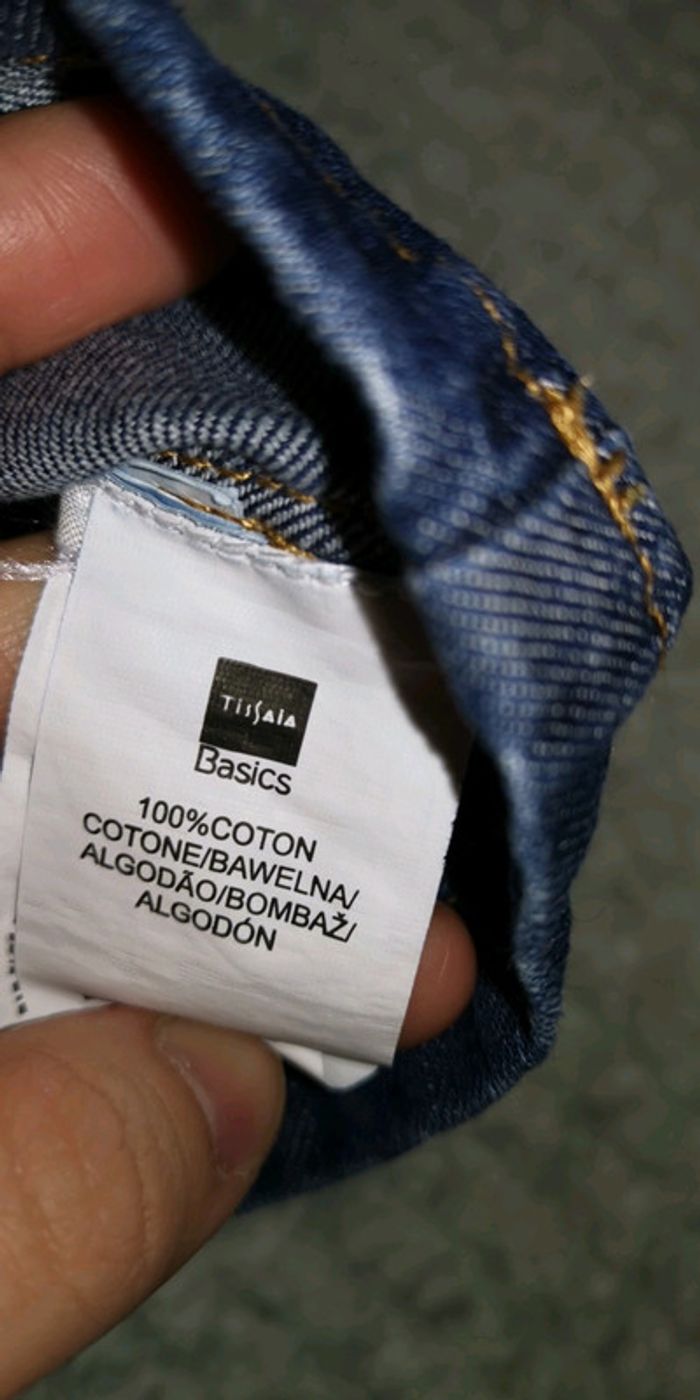 TISSAIA
Basics
100%COTON
COTONE/BAWELNA/
ALGODÃO/BOMBAŽ/
ALGODÓN